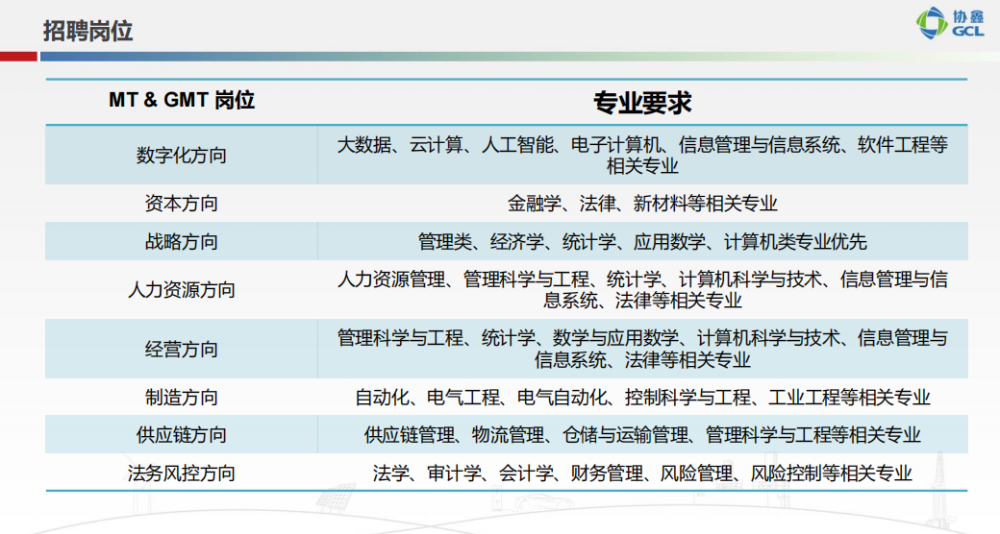 招聘岗位
协鑫
GCL
MT & GMT 岗位
专业要求
数字化方向
大数据、云计算、人工智能、电子计算机、信息管理与信息系统、软件工程等
相关专业
资本方向
金融学、法律、新材料等相关专业
战略方向
管理类、经济学、统计学、应用数学、计算机类专业优先
人力资源方向
人力资源管理、管理科学与工程、统计学、计算机科学与技术、信息管理与信
息系统、法律等相关专业
经营方向
管理科学与工程、统计学、数学与应用数学、计算机科学与技术、信息管理与
信息系统、法律等相关专业
制造方向
自动化、电气工程、电气自动化、控制科学与工程、工业工程等相关专业
供应链方向
供应链管理、物流管理、仓储与运输管理、管理科学与工程等相关专业
法务风控方向
法学、审计学、会计学、财务管理、风险管理、风险控制等相关专业